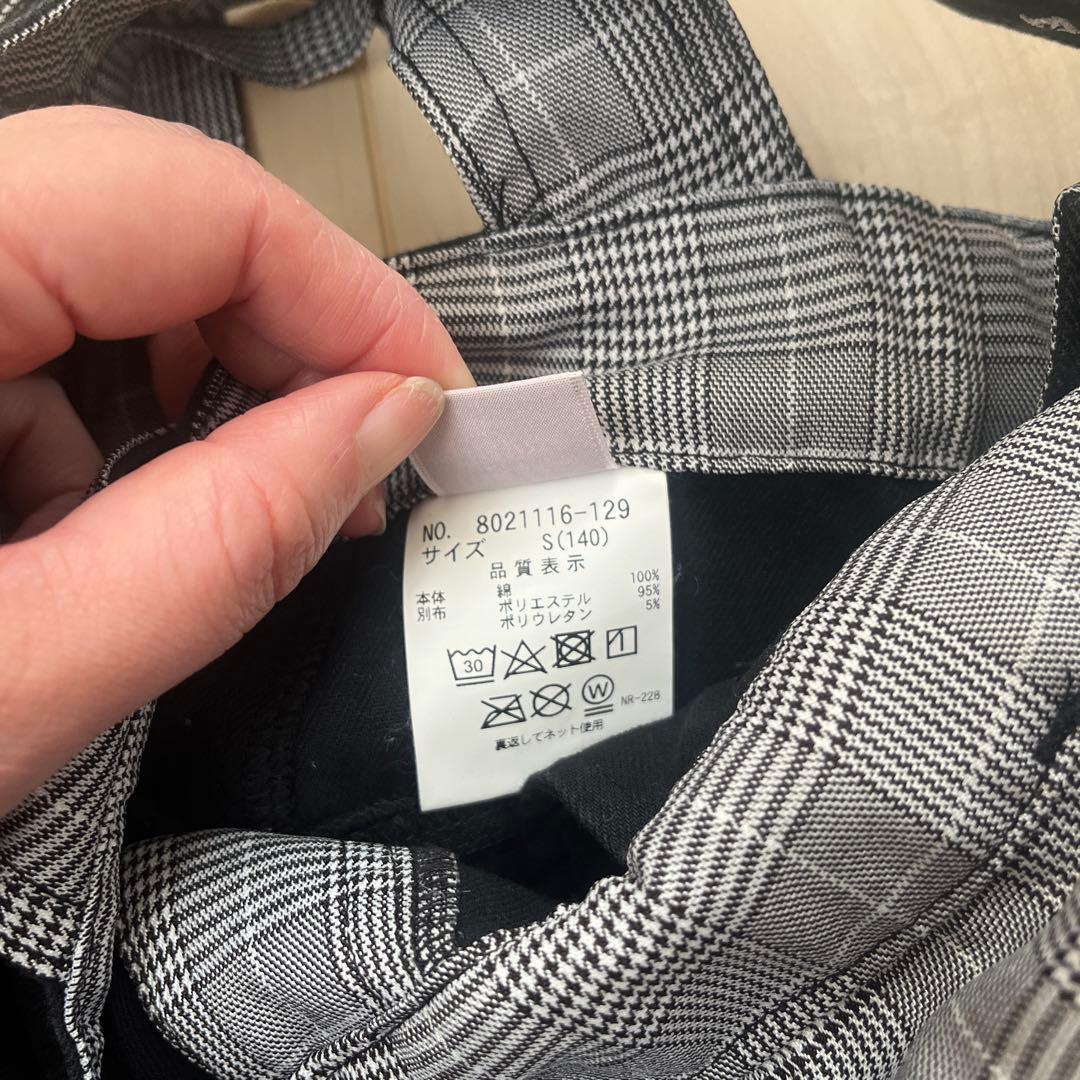 NO. 8021116-129
サイズ S(140)
品質表示
本体 綿 100%
別布 ポリエステル 95%
ポリウレタン 5%
30
W NR-228
裏返してネット使用